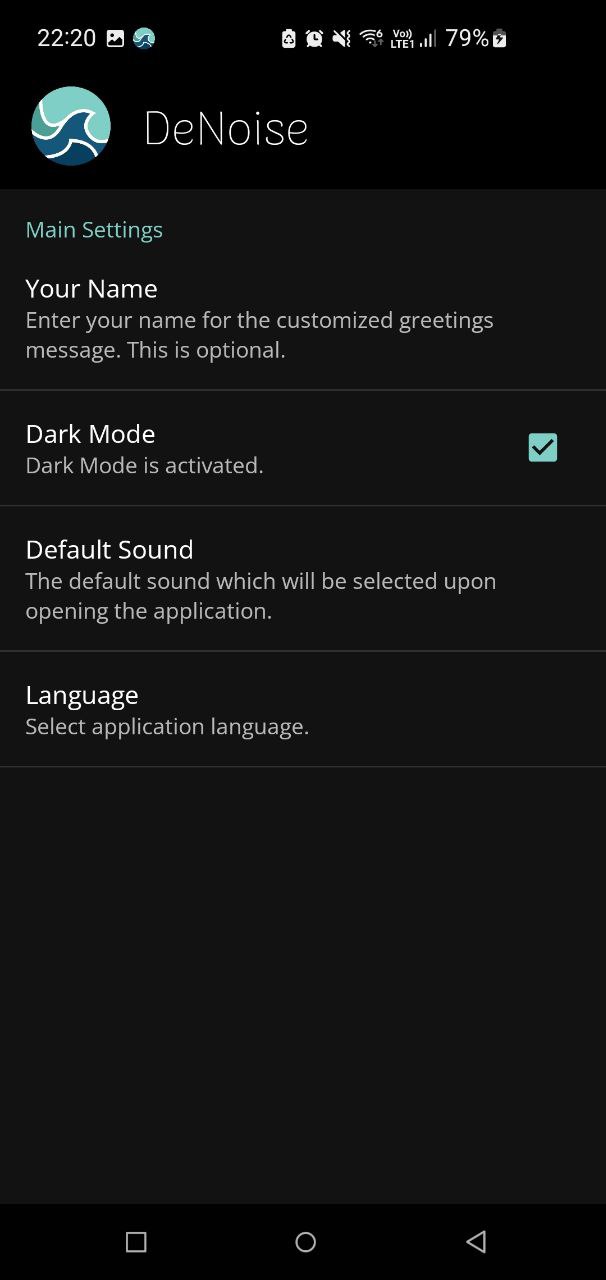 22:20
Vo)) LTE1 79%
DeNoise
Main Settings
Your Name
Enter your name for the customized greetings
message. This is optional.
Dark Mode
Dark Mode is activated.
Default Sound
The default sound which will be selected upon
opening the application.
Language
Select application language.